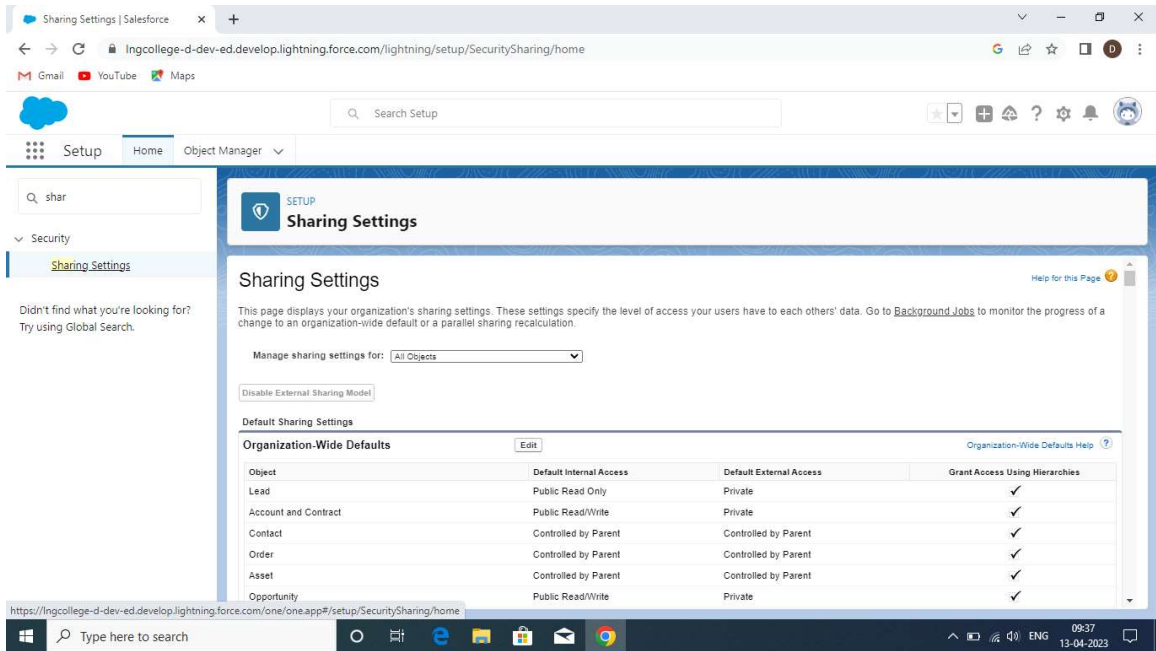 Sharing Settings | Salesforce
lngcollege-d-dev-ed.develop.lightning.force.com/lightning/setup/SecuritySharing/home
G
D
Gmail YouTube Maps
Search Setup
Setup Home Object Manager
shar
SETUP
Sharing Settings
Security
Sharing Settings
Didn't find what you're looking for?
Try using Global Search.
Sharing Settings
Help for this Page ?
This page displays your organization's sharing settings. These settings specify the level of access your users have to each others' data. Go to Background Jobs to monitor the progress of a
change to an organization-wide default or a parallel sharing recalculation.
Manage sharing settings for: All Objects
Disable External Sharing Model
Default Sharing Settings
Organization-Wide Defaults Edit Organization-Wide Defaults Help ?
Object Default Internal Access Default External Access Grant Access Using Hierarchies
Lead Public Read Only Private ✓
Account and Contract Public Read/Write Private ✓
Contact Controlled by Parent Controlled by Parent ✓
Order Controlled by Parent Controlled by Parent ✓
Asset Controlled by Parent Controlled by Parent ✓
Opportunity Public Read/Write Private ✓
https://lngcollege-d-dev-ed.develop.lightning.force.com/one/one.app#/setup/SecuritySharing/home
Type here to search
ENG
09:37
13-04-2023